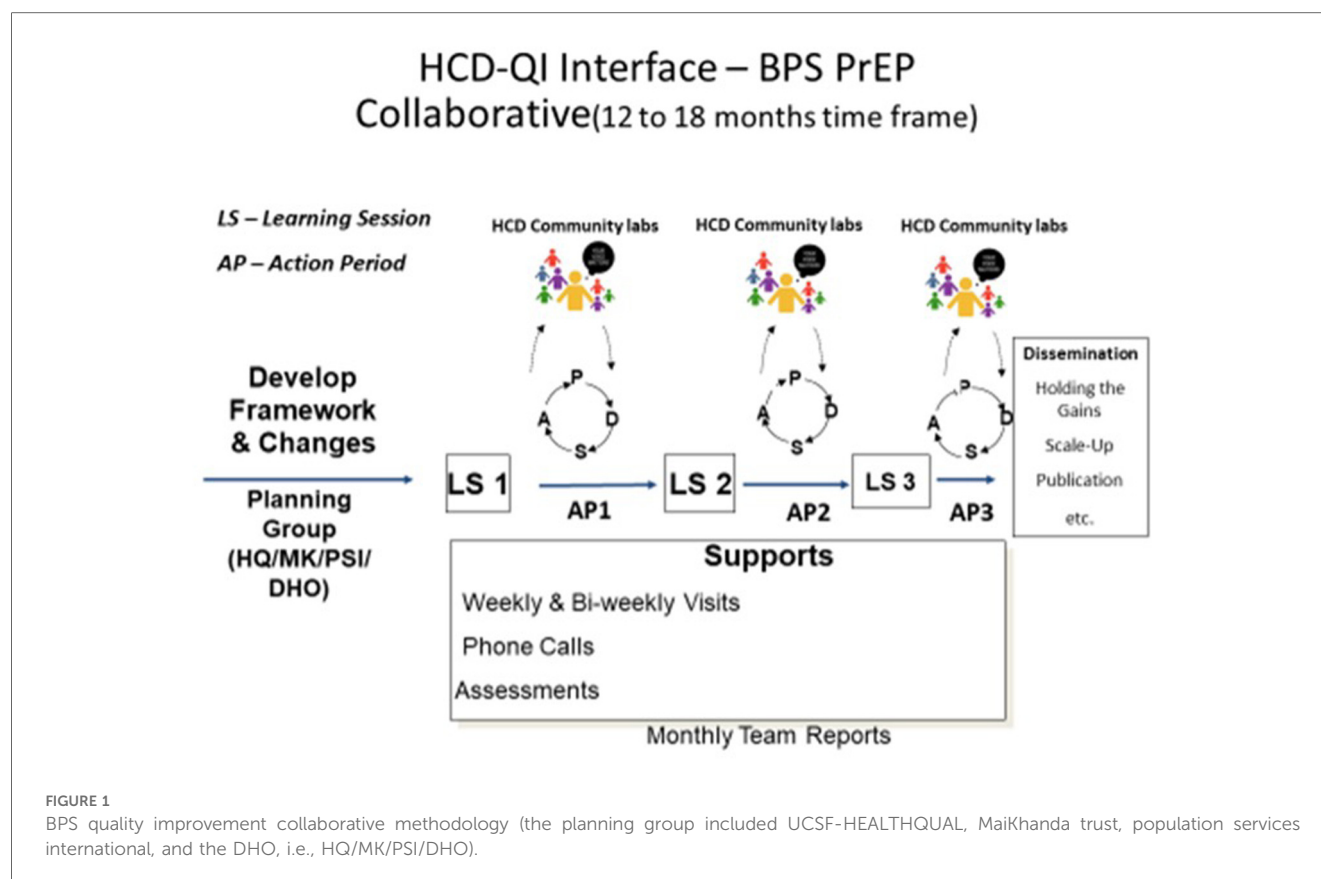 HCD-QI Interface – BPS PrEP
Collaborative(12 to 18 months time frame)
LS – Learning Session
AP – Action Period
HCD Community labs
HCD Community labs
HCD Community labs
P
D
S
A
P
D
S
A
P
D
S
A
Develop
Framework
& Changes
Planning
Group
(HQ/MK/PSI/
DHO)
LS 1
AP1
LS 2
AP2
LS 3
AP3
Dissemination
Holding the
Gains
Scale-Up
Publication
etc.
Supports
Weekly & Bi-weekly Visits
Phone Calls
Assessments
Monthly Team Reports
FIGURE 1
BPS quality improvement collaborative methodology (the planning group included UCSF-HEALTHQUAL, MaiKhanda trust, population services
international, and the DHO, i.e., HQ/MK/PSI/DHO).